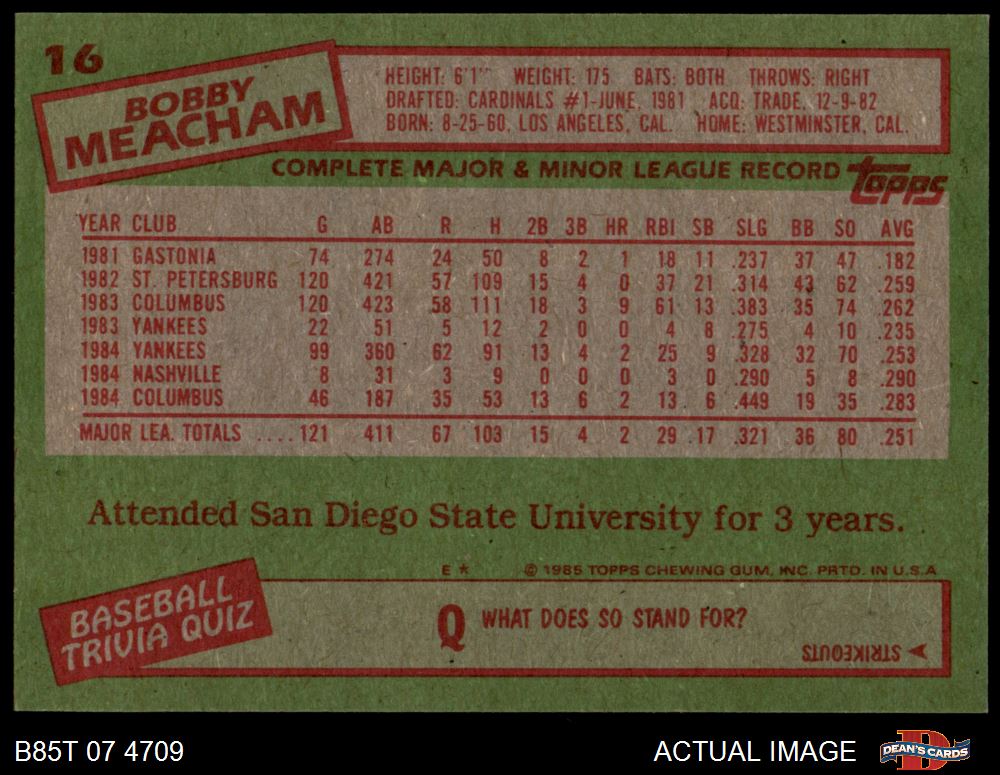 16
BOBBY
MEACHAM
HEIGHT: 6'1" WEIGHT: 175 BATS: BOTH THROWS: RIGHT
DRAFTED: CARDINALS #1-JUNE, 1981 ACQ: TRADE, 12-9-82
BORN: 8-25-60, LOS ANGELES, CAL. HOME: WESTMINSTER, CAL.
COMPLETE MAJOR & MINOR LEAGUE RECORD topps
YEAR CLUB G AB R H 2B 3B HR RBI SB SLG BB SO AVG
1981 GASTONIA 74 274 24 50 8 2 1 18 11 .237 37 47 .182
1982 ST. PETERSBURG 120 421 57 109 15 4 0 37 21 .314 43 62 .259
1983 COLUMBUS 120 423 58 111 18 3 9 61 13 .383 35 74 .262
1983 YANKEES 22 51 5 12 2 0 0 4 8 .275 4 10 .235
1984 YANKEES 99 360 62 91 13 4 2 25 9 .328 32 70 .253
1984 NASHVILLE 8 31 3 9 0 0 0 3 0 .290 5 8 .290
1984 COLUMBUS 46 187 35 53 13 6 2 13 6 .449 19 35 .283
MAJOR LEA. TOTALS .... 121 411 67 103 15 4 2 29 17 .321 36 80 .251
Attended San Diego State University for 3 years.
E * © 1985 TOPPS CHEWING GUM, INC. PRTD. IN U.S.A.
BASEBALL
TRIVIA QUIZ
Q WHAT DOES SO STAND FOR?
STRIKEOUTS
B85T 07 4709 ACTUAL IMAGE DEAN'S CARDS